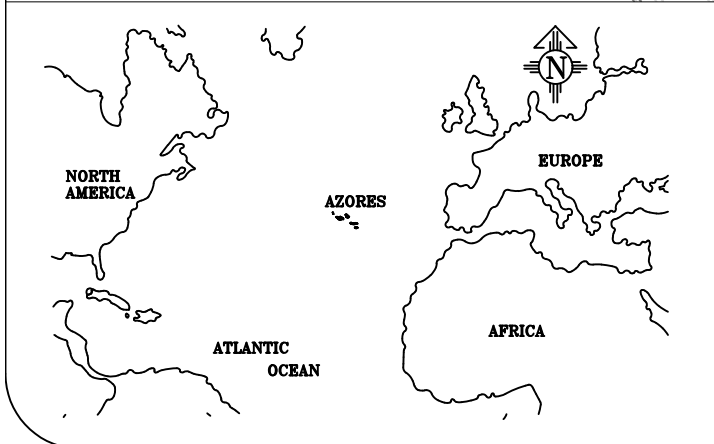 N
EUROPE
NORTH
AMERICA
AZORES
AFRICA
ATLANTIC
OCEAN